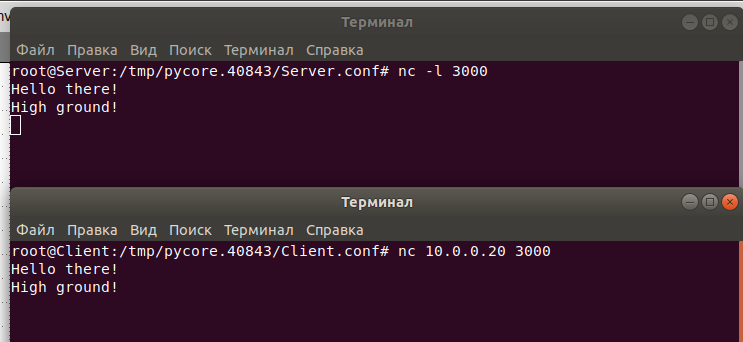 nv
Терминал
Файл Правка Вид Поиск Терминал Справка
root@Server:/tmp/pycore.40843/Server.conf# nc -l 3000
Hello there!
High ground!
Терминал
Файл Правка Вид Поиск Терминал Справка
root@Client:/tmp/pycore.40843/Client.conf# nc 10.0.0.20 3000
Hello there!
High ground!